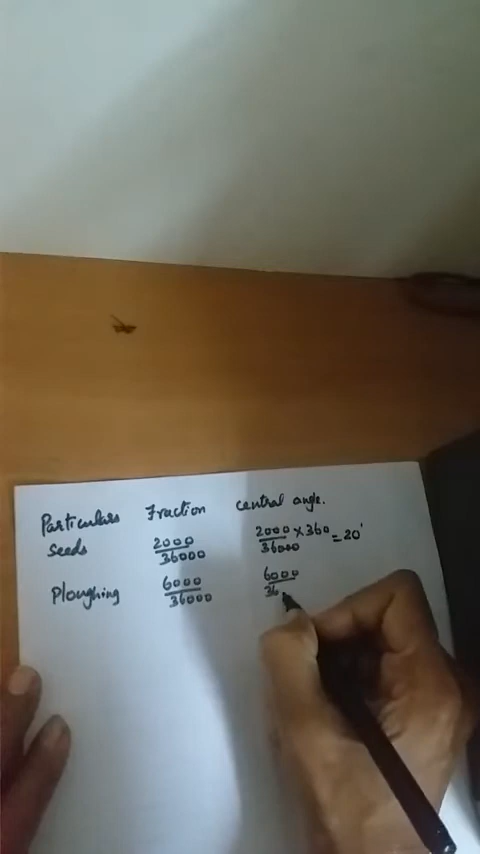 Particulars Fraction central angle.
Seeds 2000/36000 2000/36000 × 360 = 20°
Ploughing 6000/36000 6000/36